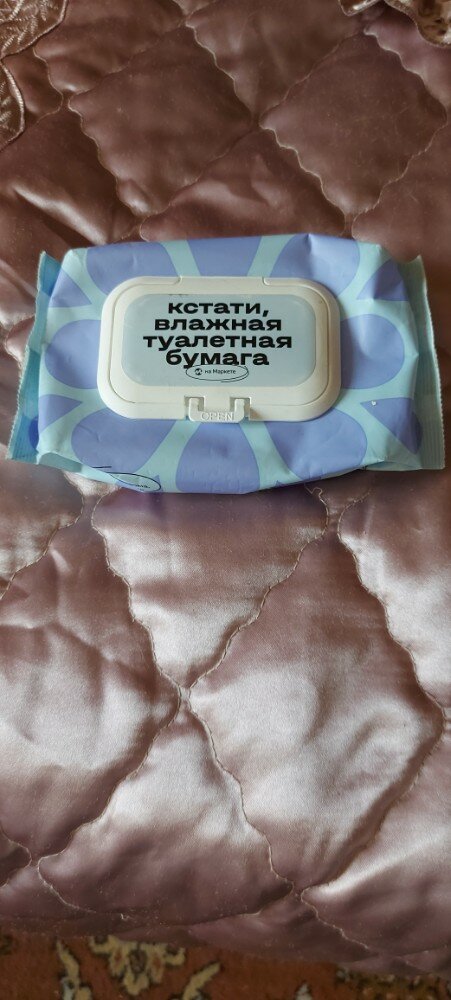 кстати,
влажная
туалетная
бумага
на Маркете
OPEN